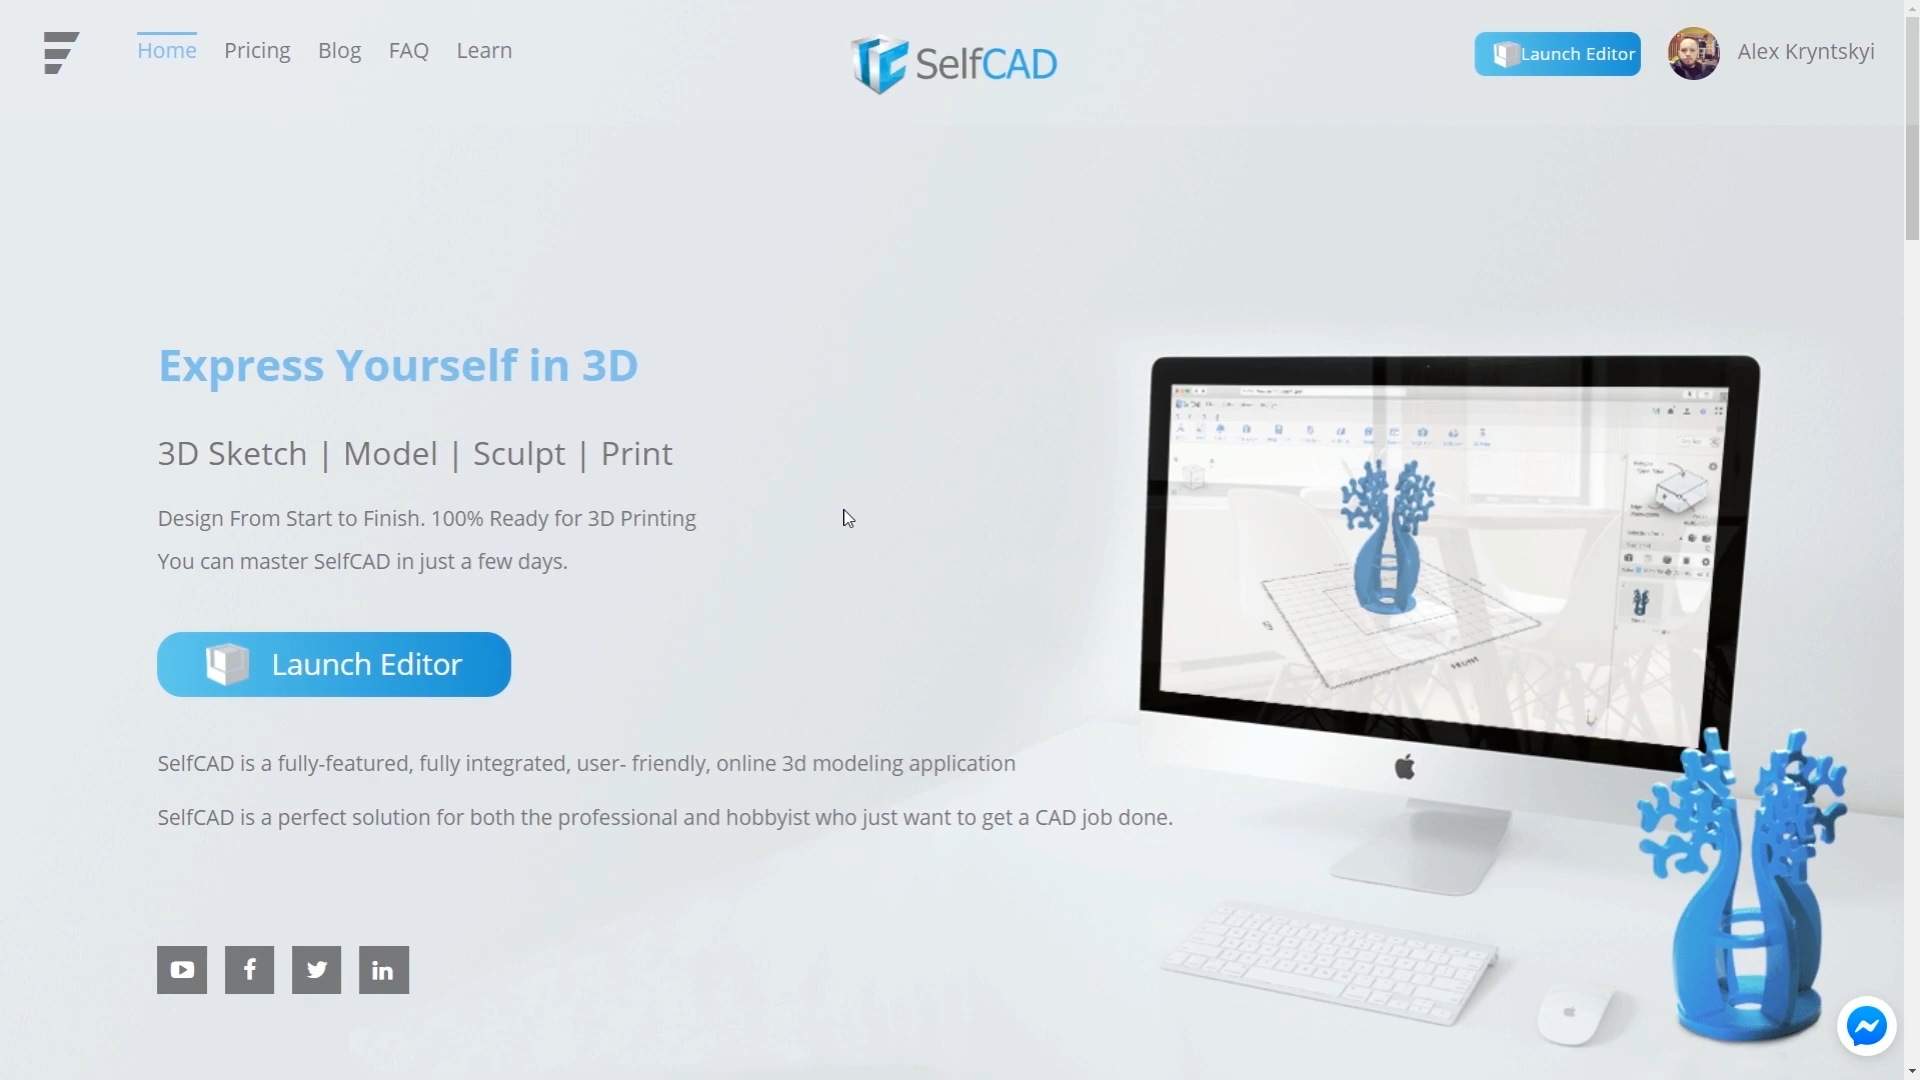 Home Pricing Blog FAQ Learn
SelfCAD
Launch Editor
Alex Kryntskyi
Express Yourself in 3D
3D Sketch | Model | Sculpt | Print
Design From Start to Finish. 100% Ready for 3D Printing
You can master SelfCAD in just a few days.
Launch Editor
SelfCAD is a fully-featured, fully integrated, user- friendly, online 3d modeling application
SelfCAD is a perfect solution for both the professional and hobbyist who just want to get a CAD job done.
FRONT